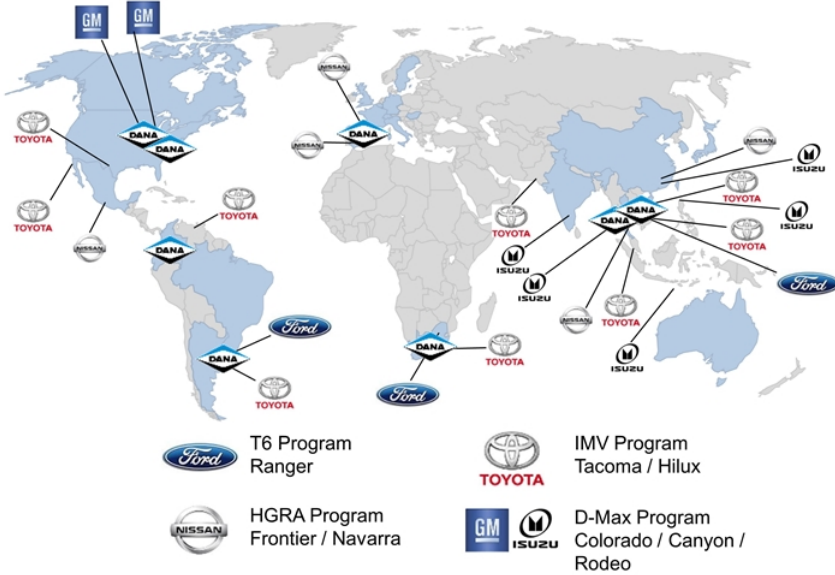 GM
GM
NISSAN
TOYOTA
DANA
DANA
DANA
NISSAN
NISSAN
ISUZU
TOYOTA
TOYOTA
TOYOTA
TOYOTA
ISUZU
NISSAN
DANA
DANA
DANA
TOYOTA
ISUZU
Ford
ISUZU
NISSAN
TOYOTA
Ford
DANA
DANA
TOYOTA
ISUZU
TOYOTA
Ford
T6 Program
Ranger
Ford
IMV Program
Tacoma / Hilux
TOYOTA
HGRA Program
Frontier / Navarra
NISSAN
D-Max Program
Colorado / Canyon /
Rodeo
GM
ISUZU